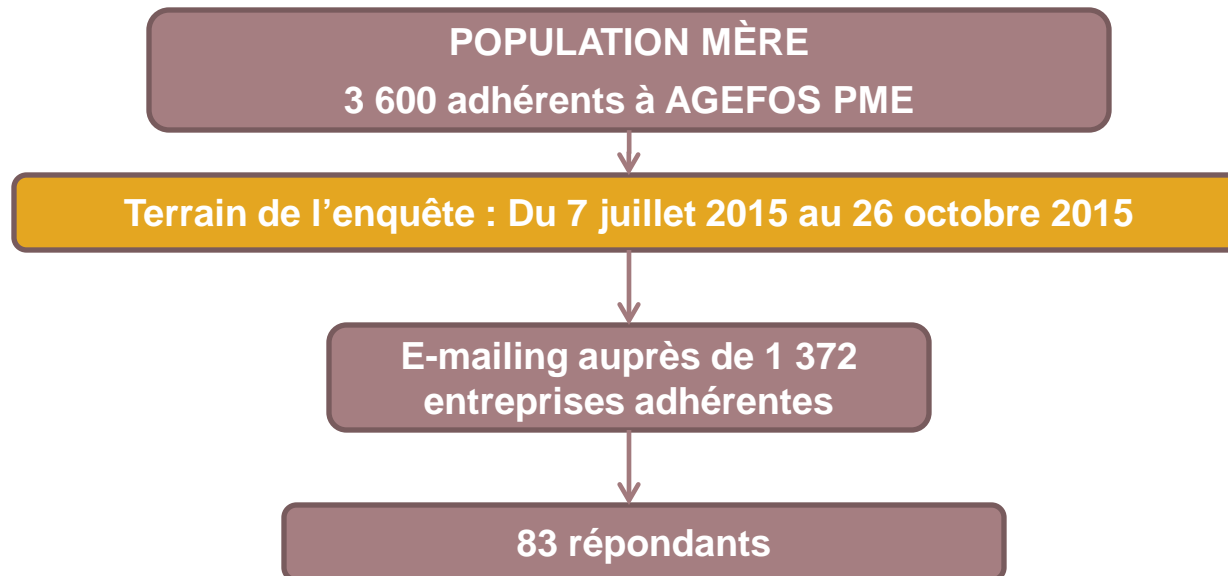 POPULATION MÈRE
3 600 adhérents à AGEFOS PME
Terrain de l’enquête : Du 7 juillet 2015 au 26 octobre 2015
E-mailing auprès de 1 372
entreprises adhérentes
83 répondants